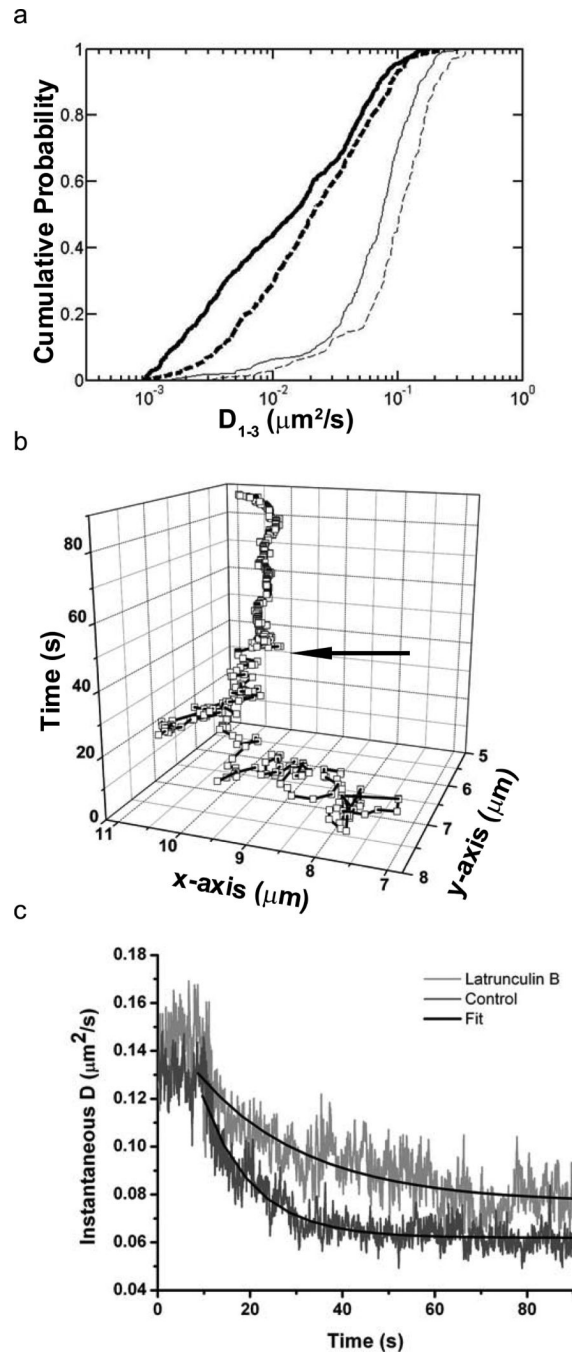 a
1
0.8
0.6
0.4
0.2
0
Cumulative Probability
10⁻³ 10⁻² 10⁻¹ 10⁰
D₁₋₃ (μm²/s)
b
80
60
40
20
0
Time (s)
11 10 9 8 7
x-axis (μm)
5
6
7
8
y-axis (μm)
c
0.18
0.16
0.14
0.12
0.10
0.08
0.06
0.04
Instantaneous D (μm²/s)
Latrunculin B
Control
Fit
0 20 40 60 80
Time (s)